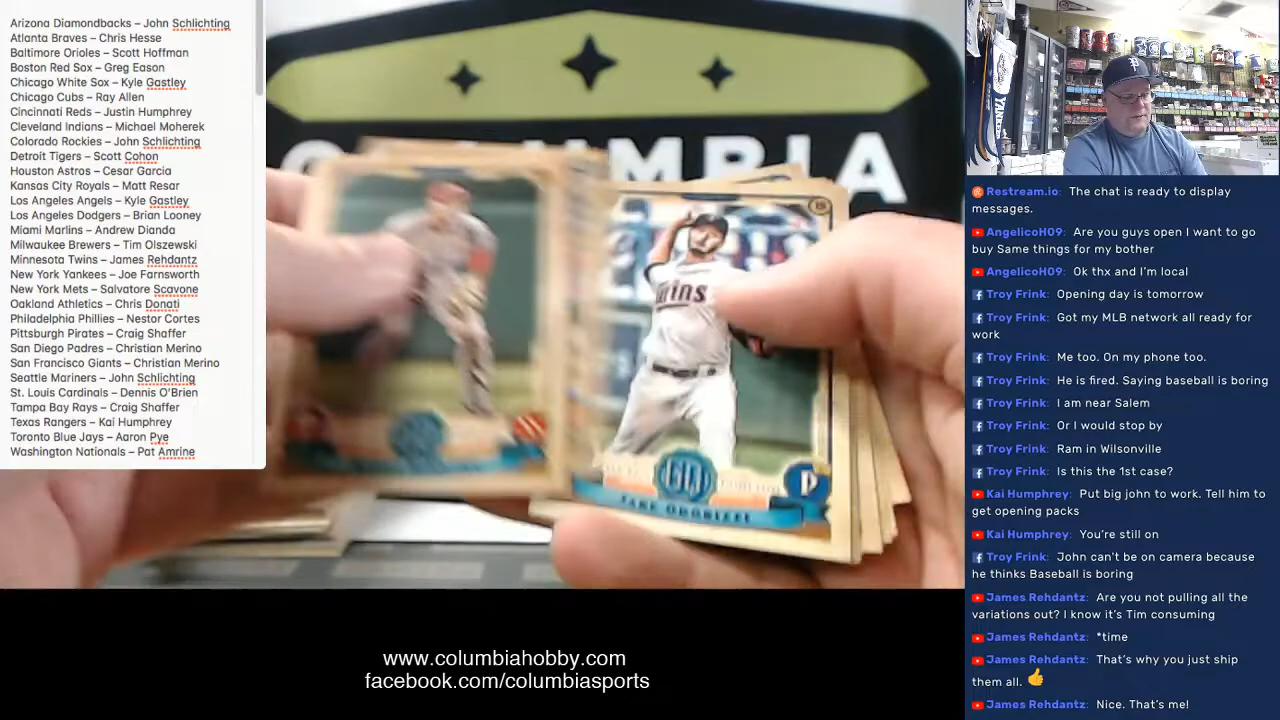 Arizona Diamondbacks – John Schlichting
Atlanta Braves – Chris Hesse
Baltimore Orioles – Scott Hoffman
Boston Red Sox – Greg Eason
Chicago White Sox – Kyle Gastley
Chicago Cubs – Ray Allen
Cincinnati Reds – Justin Humphrey
Cleveland Indians – Michael Moherek
Colorado Rockies – John Schlichting
Detroit Tigers – Scott Cohon
Houston Astros – Cesar Garcia
Kansas City Royals – Matt Resar
Los Angeles Angels – Kyle Gastley
Los Angeles Dodgers – Brian Looney
Miami Marlins – Andrew Dianda
Milwaukee Brewers – Tim Olszewski
Minnesota Twins – James Rehdantz
New York Yankees – Joe Farnsworth
New York Mets – Salvatore Scavone
Oakland Athletics – Chris Donati
Philadelphia Phillies – Nestor Cortes
Pittsburgh Pirates – Craig Shaffer
San Diego Padres – Christian Merino
San Francisco Giants – Christian Merino
Seattle Mariners – John Schlichting
St. Louis Cardinals – Dennis O'Brien
Tampa Bay Rays – Craig Shaffer
Texas Rangers – Kai Humphrey
Toronto Blue Jays – Aaron Pye
Washington Nationals – Pat Amrine
COLUMBIA
JAKE ODORIZZI
P
www.columbiahobby.com
facebook.com/columbiasports
Restream.io: The chat is ready to display
messages.
AngelicoH09: Are you guys open I want to go
buy Same things for my bother
AngelicoH09: Ok thx and I'm local
Troy Frink: Opening day is tomorrow
Troy Frink: Got my MLB network all ready for
work
Troy Frink: Me too. On my phone too.
Troy Frink: He is fired. Saying baseball is boring
Troy Frink: I am near Salem
Troy Frink: Or I would stop by
Troy Frink: Ram in Wilsonville
Troy Frink: Is this the 1st case?
Kai Humphrey: Put big john to work. Tell him to
get opening packs
Kai Humphrey: You're still on
Troy Frink: John can't be on camera because
he thinks Baseball is boring
James Rehdantz: Are you not pulling all the
variations out? I know it's Tim consuming
James Rehdantz: *time
James Rehdantz: That's why you just ship
them all. 👍
James Rehdantz: Nice. That's me!